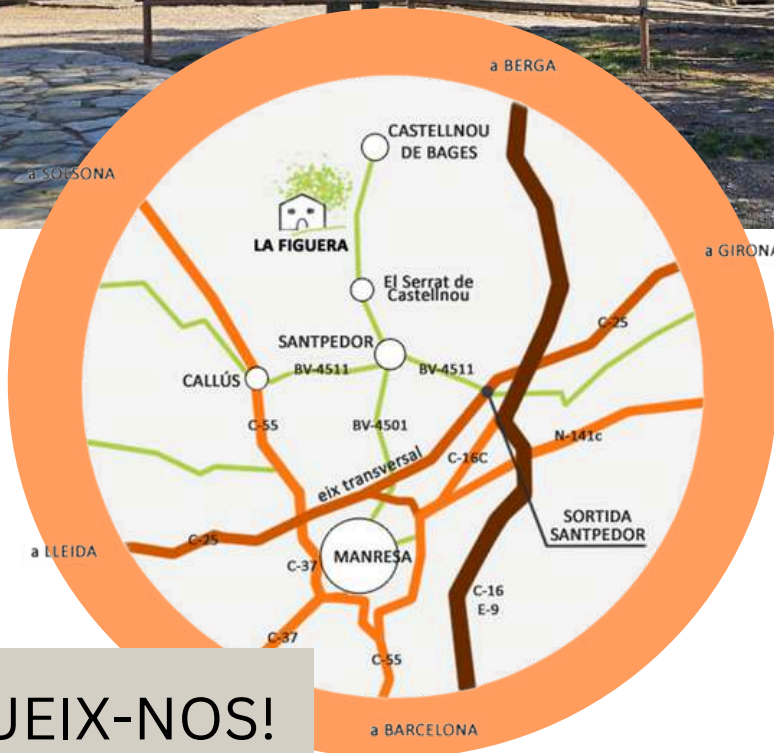 a BERGA
CASTELLNOU
DE BAGES
a SOLSONA
LA FIGUERA
a GIRONA
El Serrat de
Castellnou
C-25
SANTPEDOR
CALLÚS
BV-4511
BV-4511
C-55
BV-4501
N-141c
C-16C
eix transversal
SORTIDA
SANTPEDOR
C-25
a LLEIDA
MANRESA
C-37
C-16
E-9
C-37
C-55
UEIX-NOS!
a BARCELONA